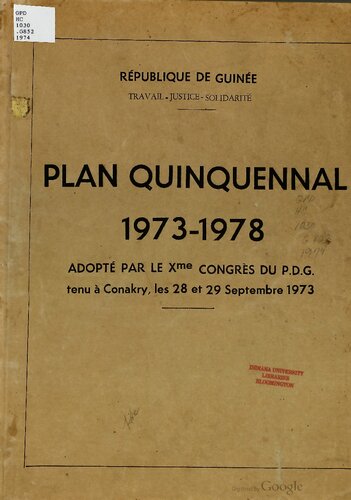 GPD
HC
1030
.G852
1974
RÉPUBLIQUE DE GUINÉE
TRAVAIL - JUSTICE - SOLIDARITÉ
PLAN QUINQUENNAL
1973-1978
ADOPTÉ PAR LE Xme CONGRÈS DU P.D.G.
tenu à Conakry, les 28 et 29 Septembre 1973
INDIANA UNIVERSITY
LIBRARIES
BLOOMINGTON
Digitized by Google